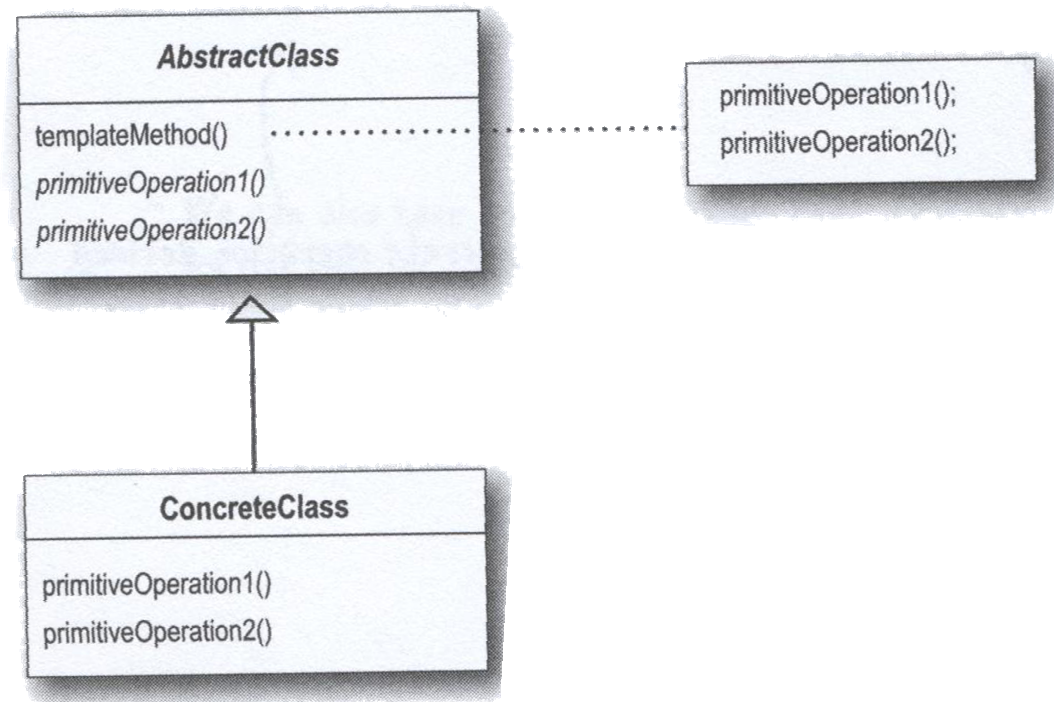 AbstractClass
templateMethod()
primitiveOperation1()
primitiveOperation2()
primitiveOperation1();
primitiveOperation2();
ConcreteClass
primitiveOperation1()
primitiveOperation2()